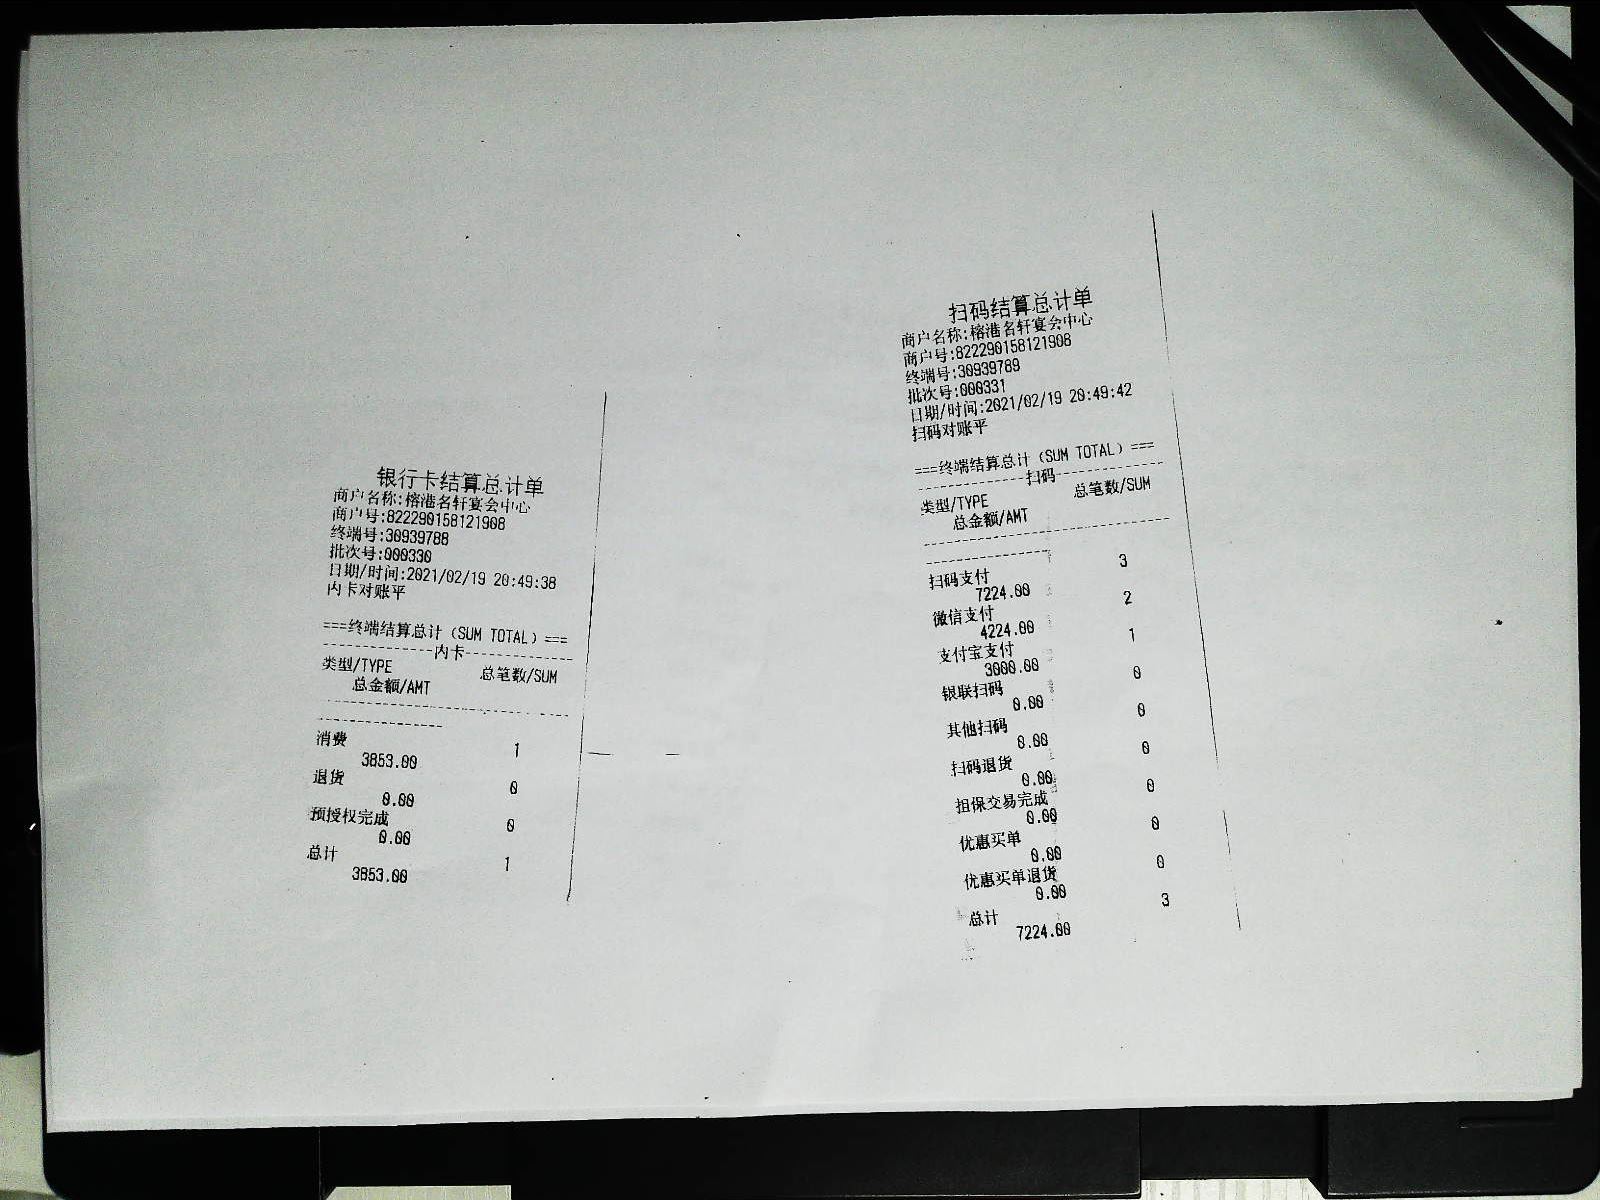 银行卡结算总计单
商户名称:榕港名轩宴会中心
商户号:822290158121908
终端号:30939788
批次号:000330
日期/时间:2021/02/19 20:49:38
内卡对账平
===终端结算总计(SUM TOTAL)===
--------------内卡--------------
类型/TYPE 总笔数/SUM
总金额/AMT
消费 1
3853.00
退货 0
0.00
预授权完成 0
0.00
总计 1
3853.00
扫码结算总计单
商户名称:榕港名轩宴会中心
商户号:822290158121908
终端号:30939789
批次号:000331
日期/时间:2021/02/19 20:49:42
扫码对账平
===终端结算总计(SUM TOTAL)===
--------------扫码--------------
类型/TYPE 总笔数/SUM
总金额/AMT
扫码支付 3
7224.00
微信支付 2
4224.00
支付宝支付 1
3000.00
银联扫码 0
0.00
其他扫码 0
0.00
扫码退货 0
0.00
担保交易完成 0
0.00
优惠买单 0
0.00
优惠买单退货 0
0.00
总计 3
7224.00